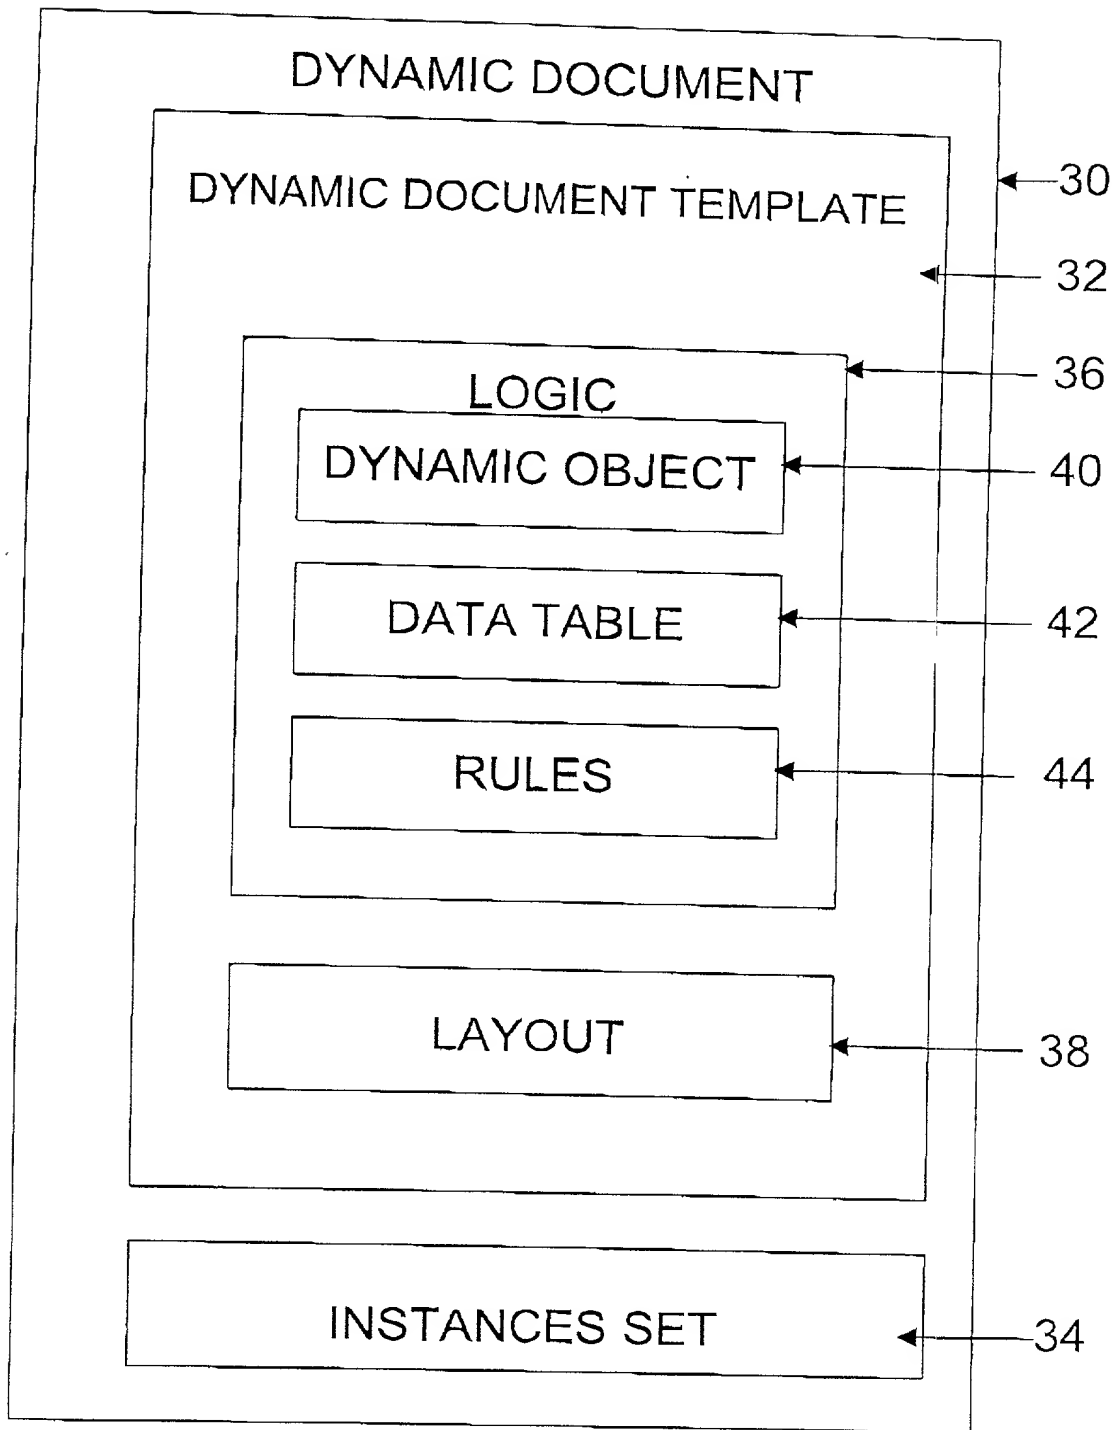 DYNAMIC DOCUMENT
DYNAMIC DOCUMENT TEMPLATE
30
32
LOGIC
36
DYNAMIC OBJECT
40
DATA TABLE
42
RULES
44
LAYOUT
38
INSTANCES SET
34